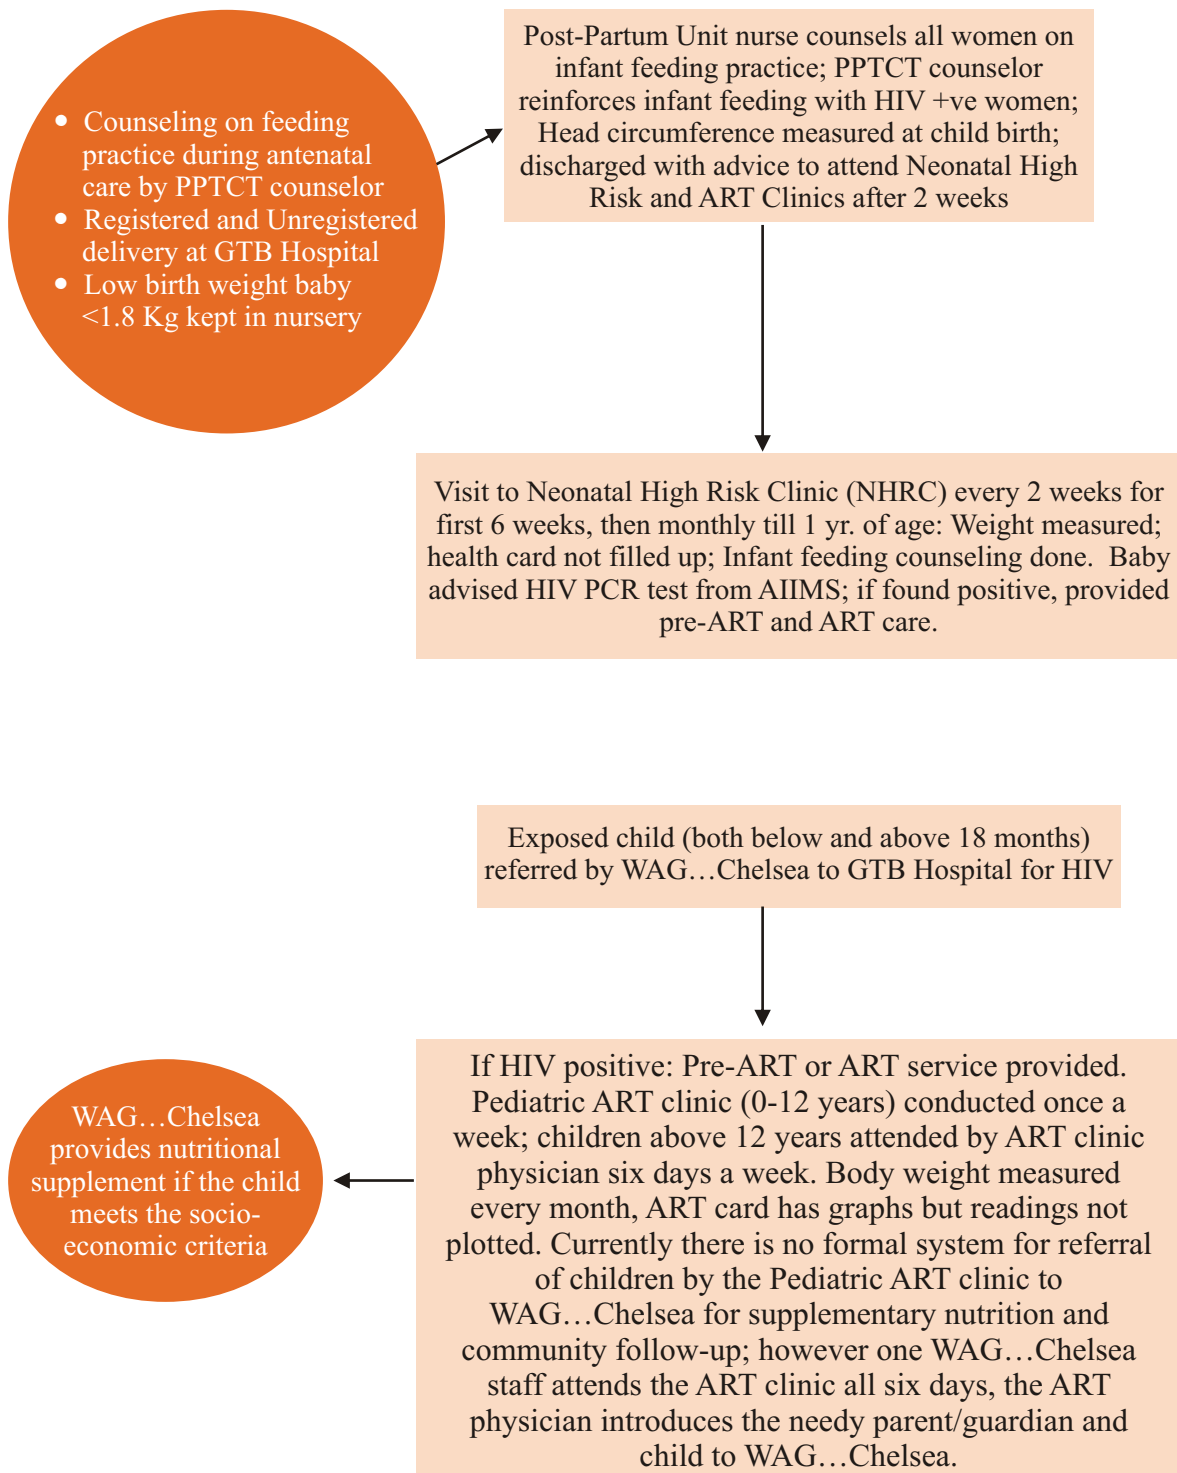 • Counseling on feeding
practice during antenatal
care by PPTCT counselor
• Registered and Unregistered
delivery at GTB Hospital
• Low birth weight baby
<1.8 Kg kept in nursery
Post-Partum Unit nurse counsels all women on
infant feeding practice; PPTCT counselor
reinforces infant feeding with HIV +ve women;
Head circumference measured at child birth;
discharged with advice to attend Neonatal High
Risk and ART Clinics after 2 weeks
Visit to Neonatal High Risk Clinic (NHRC) every 2 weeks for
first 6 weeks, then monthly till 1 yr. of age: Weight measured;
health card not filled up; Infant feeding counseling done. Baby
advised HIV PCR test from AIIMS; if found positive, provided
pre-ART and ART care.
Exposed child (both below and above 18 months)
referred by WAG…Chelsea to GTB Hospital for HIV
If HIV positive: Pre-ART or ART service provided.
Pediatric ART clinic (0-12 years) conducted once a
week; children above 12 years attended by ART clinic
physician six days a week. Body weight measured
every month, ART card has graphs but readings not
plotted. Currently there is no formal system for referral
of children by the Pediatric ART clinic to
WAG…Chelsea for supplementary nutrition and
community follow-up; however one WAG…Chelsea
staff attends the ART clinic all six days, the ART
physician introduces the needy parent/guardian and
child to WAG…Chelsea.
WAG…Chelsea
provides nutritional
supplement if the child
meets the socio-
economic criteria